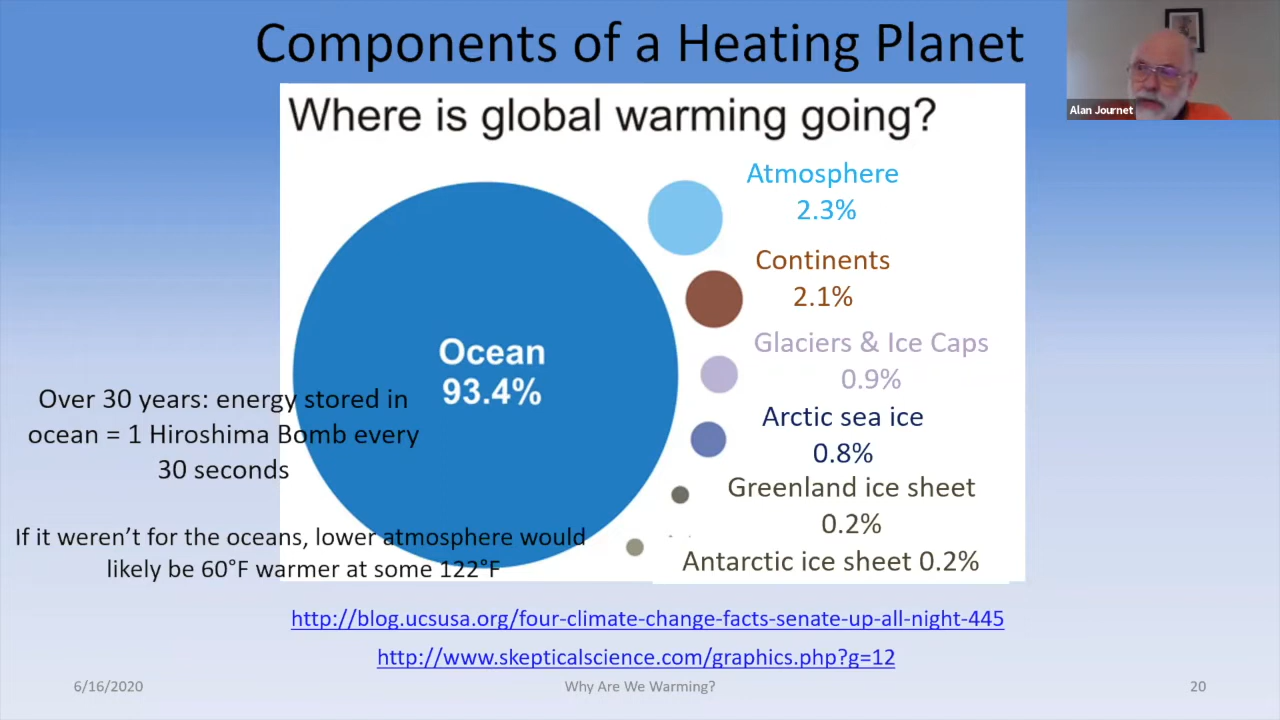 Components of a Heating Planet
Alan Journet
Where is global warming going?
Atmosphere
2.3%
Continents
2.1%
Glaciers & Ice Caps
0.9%
Ocean
93.4%
Arctic sea ice
0.8%
Greenland ice sheet
0.2%
Antarctic ice sheet 0.2%
Over 30 years: energy stored in
ocean = 1 Hiroshima Bomb every
30 seconds
If it weren’t for the oceans, lower atmosphere would
likely be 60°F warmer at some 122°F
http://blog.ucsusa.org/four-climate-change-facts-senate-up-all-night-445
http://www.skepticalscience.com/graphics.php?g=12
6/16/2020
Why Are We Warming?
20